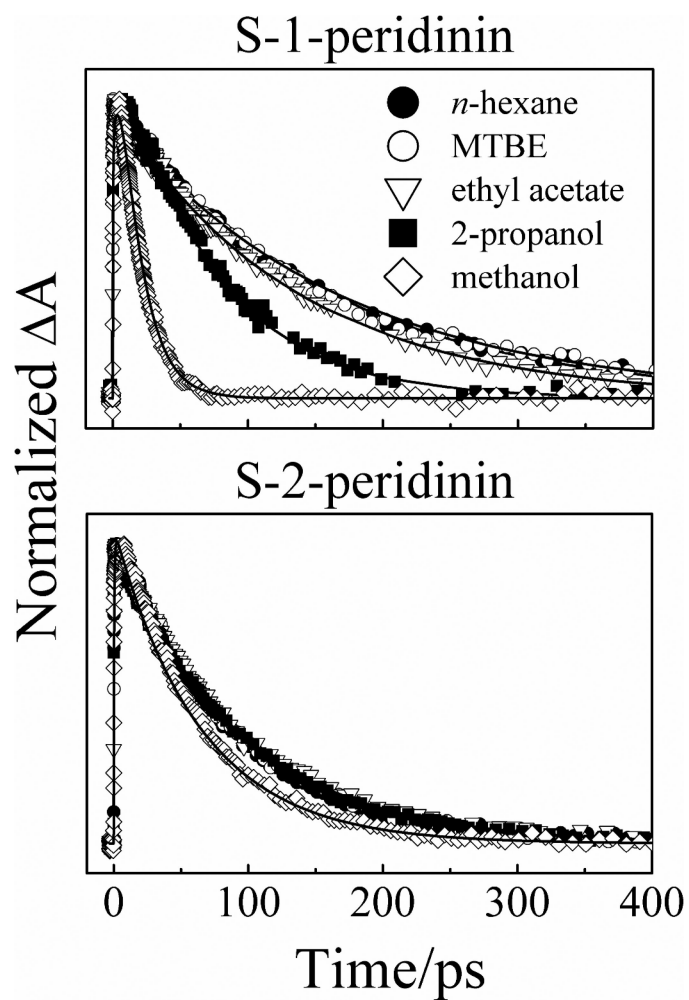 S-1-peridinin
n-hexane
MTBE
ethyl acetate
2-propanol
methanol
Normalized ΔA
S-2-peridinin
0 100 200 300 400
Time/ps